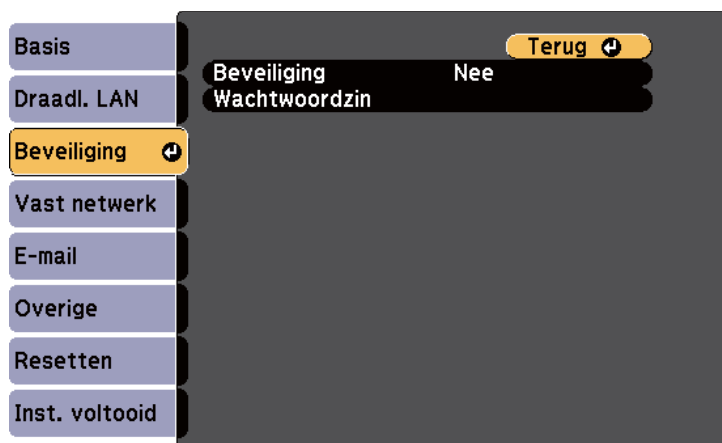 Basis
Draadl. LAN
Beveiliging
Vast netwerk
E-mail
Overige
Resetten
Inst. voltooid
Terug
Beveiliging Nee
Wachtwoordzin